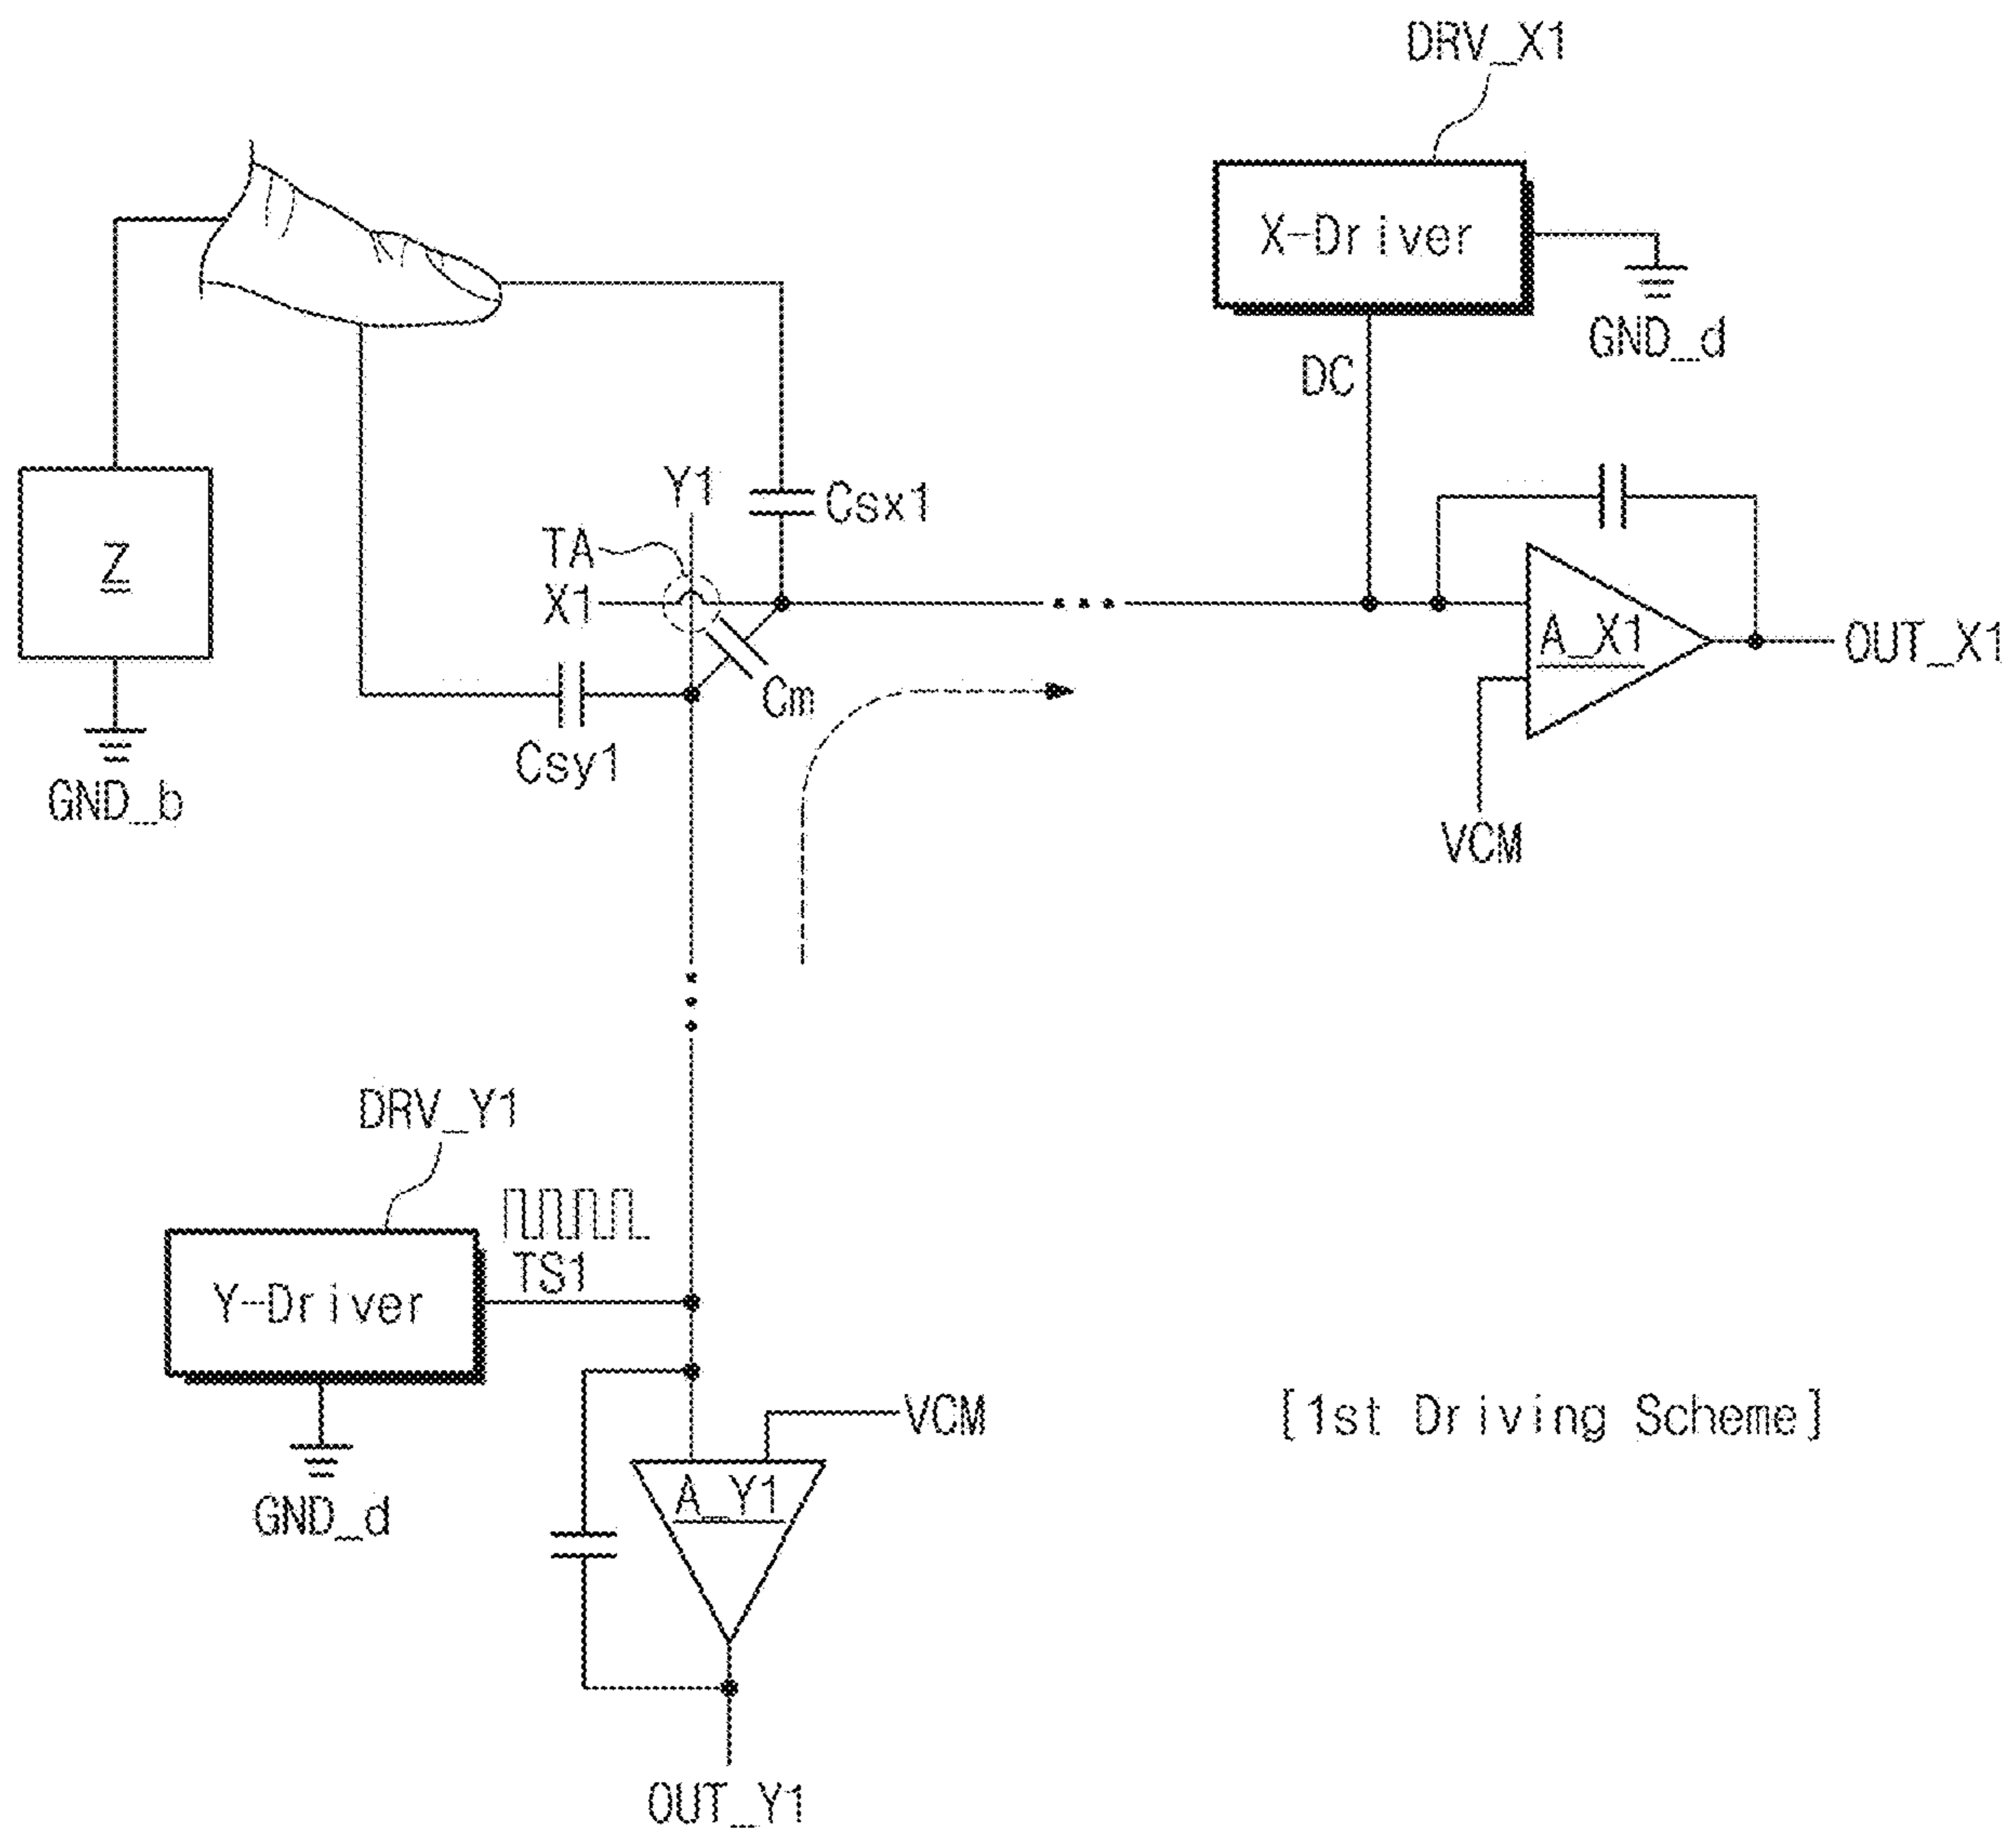 DRV_X1
X-Driver
GND_d
DC
Y1
Csx1
TA
X1
Z
A_X1
OUT_X1
Cm
Csy1
GND_b
VCM
DRV_Y1
TS1
Y-Driver
VCM
[1st Driving Scheme]
A_Y1
GND_d
OUT_Y1